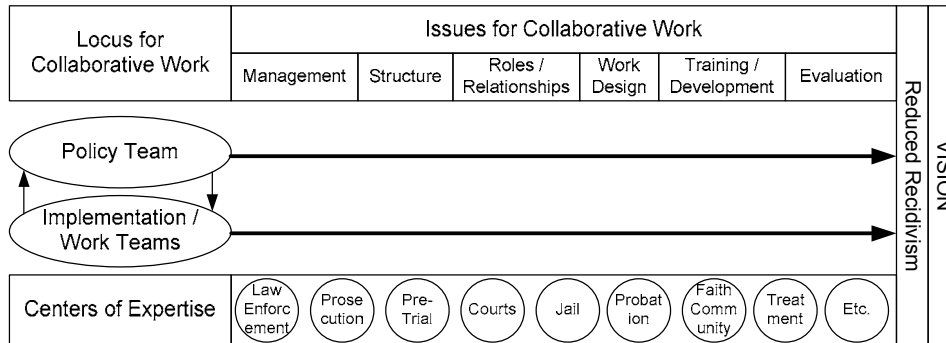 Locus for
Collaborative Work
Issues for Collaborative Work
Management
Structure
Roles /
Relationships
Work
Design
Training /
Development
Evaluation
Policy Team
Implementation /
Work Teams
Reduced Recidivism
VISION
Centers of Expertise
Law
Enforc
ement
Prose
cution
Pre-
Trial
Courts
Jail
Probat
ion
Faith
Comm
unity
Treat
ment
Etc.